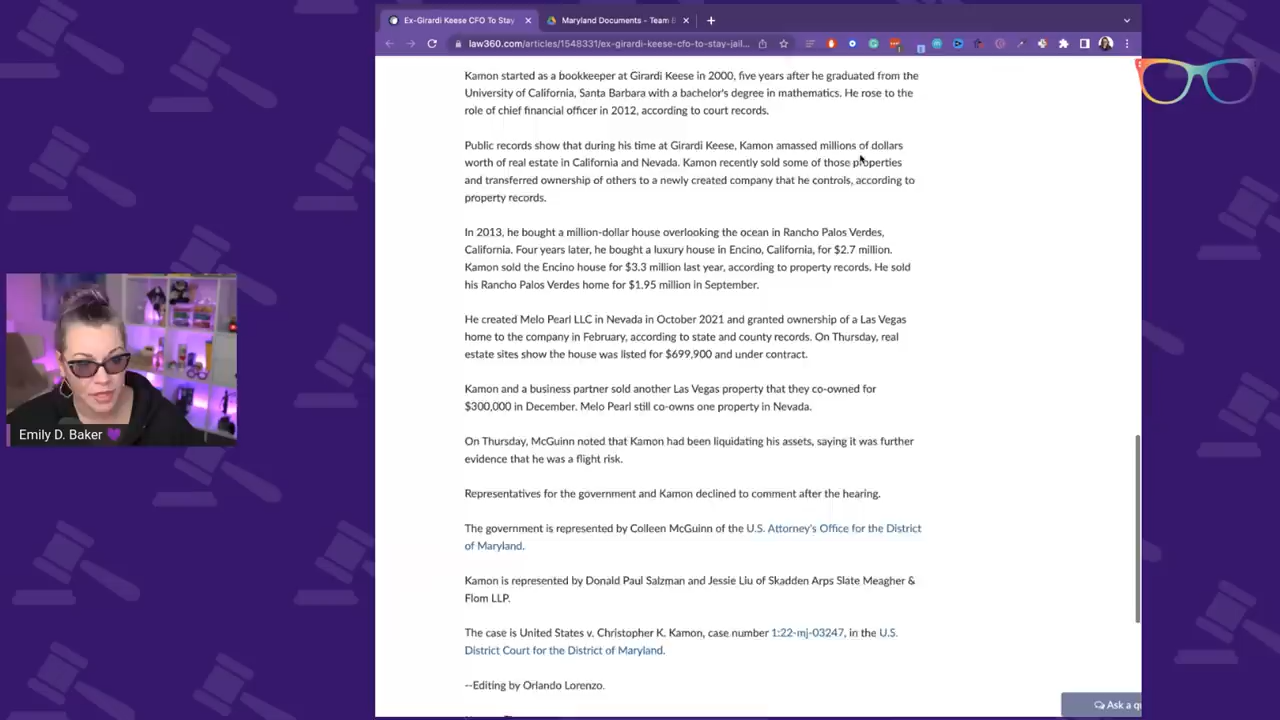 Ex-Girardi Keese CFO To Stay
Maryland Documents - Team
law360.com/articles/1548331/ex-girardi-keese-cfo-to-stay-jail...
Kamon started as a bookkeeper at Girardi Keese in 2000, five years after he graduated from the
University of California, Santa Barbara with a bachelor's degree in mathematics. He rose to the
role of chief financial officer in 2012, according to court records.
Public records show that during his time at Girardi Keese, Kamon amassed millions of dollars
worth of real estate in California and Nevada. Kamon recently sold some of those properties
and transferred ownership of others to a newly created company that he controls, according to
property records.
In 2013, he bought a million-dollar house overlooking the ocean in Rancho Palos Verdes,
California. Four years later, he bought a luxury house in Encino, California, for $2.7 million.
Kamon sold the Encino house for $3.3 million last year, according to property records. He sold
his Rancho Palos Verdes home for $1.95 million in September.
He created Melo Pearl LLC in Nevada in October 2021 and granted ownership of a Las Vegas
home to the company in February, according to state and county records. On Thursday, real
estate sites show the house was listed for $699,900 and under contract.
Kamon and a business partner sold another Las Vegas property that they co-owned for
$300,000 in December. Melo Pearl still co-owns one property in Nevada.
On Thursday, McGuinn noted that Kamon had been liquidating his assets, saying it was further
evidence that he was a flight risk.
Representatives for the government and Kamon declined to comment after the hearing.
The government is represented by Colleen McGuinn of the U.S. Attorney's Office for the District
of Maryland.
Kamon is represented by Donald Paul Salzman and Jessie Liu of Skadden Arps Slate Meagher &
Flom LLP.
The case is United States v. Christopher K. Kamon, case number 1:22-mj-03247, in the U.S.
District Court for the District of Maryland.
--Editing by Orlando Lorenzo.
Ask a qu
Emily D. Baker 💜